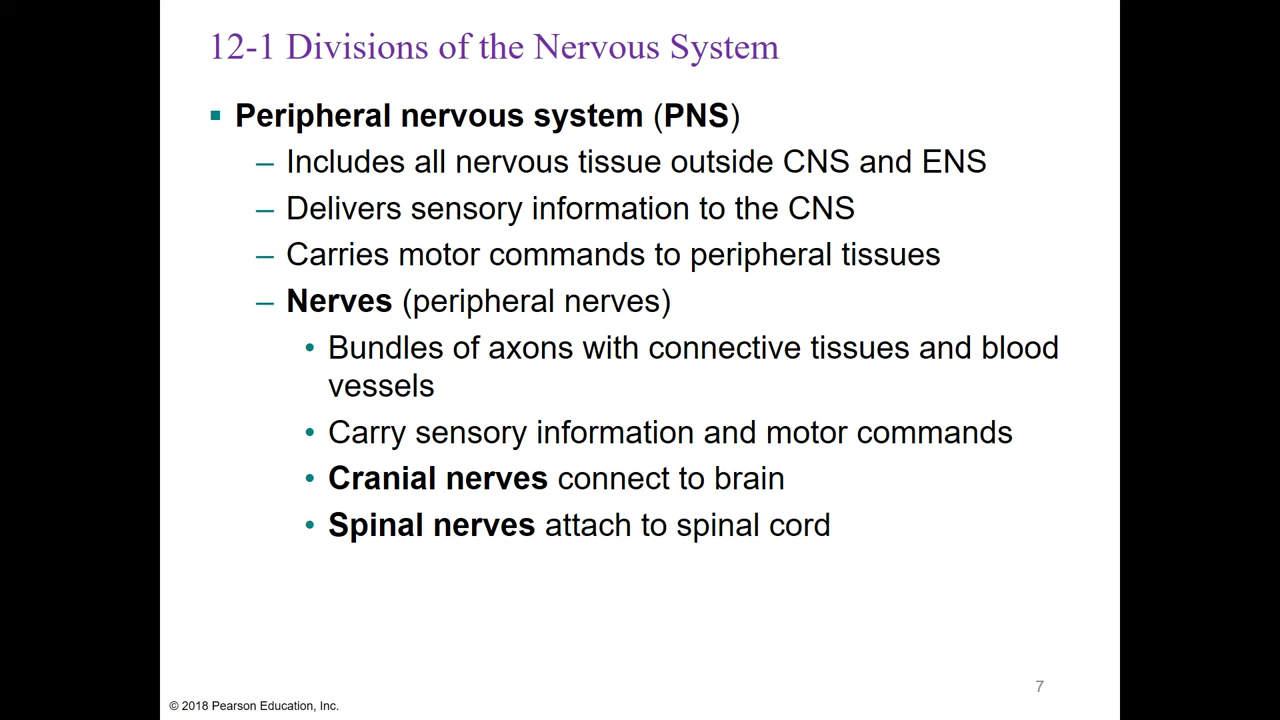 12-1 Divisions of the Nervous System
▪ Peripheral nervous system (PNS)
– Includes all nervous tissue outside CNS and ENS
– Delivers sensory information to the CNS
– Carries motor commands to peripheral tissues
– Nerves (peripheral nerves)
• Bundles of axons with connective tissues and blood
vessels
• Carry sensory information and motor commands
• Cranial nerves connect to brain
• Spinal nerves attach to spinal cord
7
© 2018 Pearson Education, Inc.